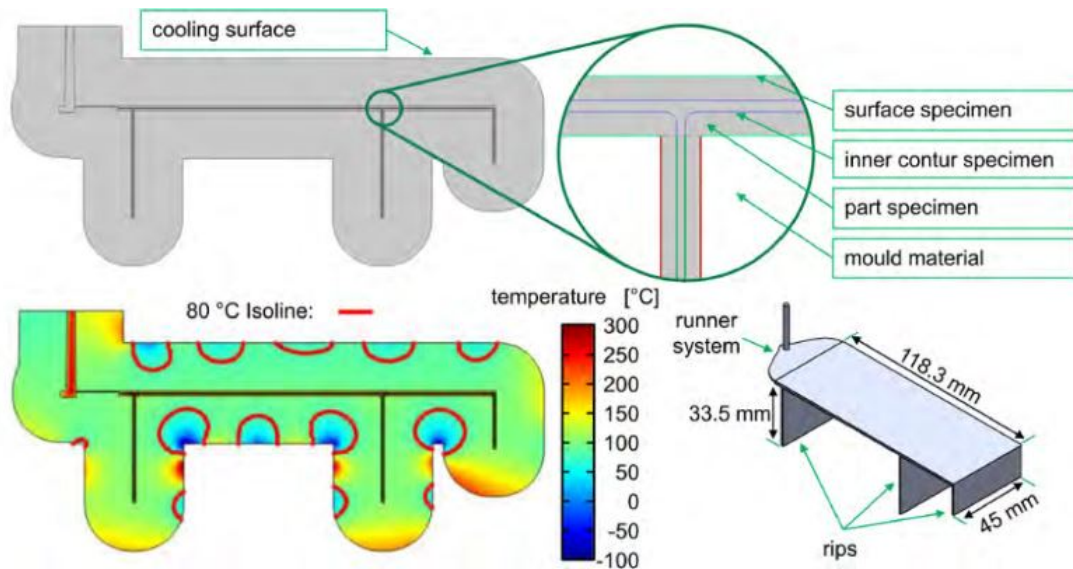 cooling surface
surface specimen
inner contur specimen
part specimen
mould material
80 °C Isoline:
temperature [°C]
300
250
200
150
100
50
0
-50
-100
runner
system
118.3 mm
33.5 mm
45 mm
rips